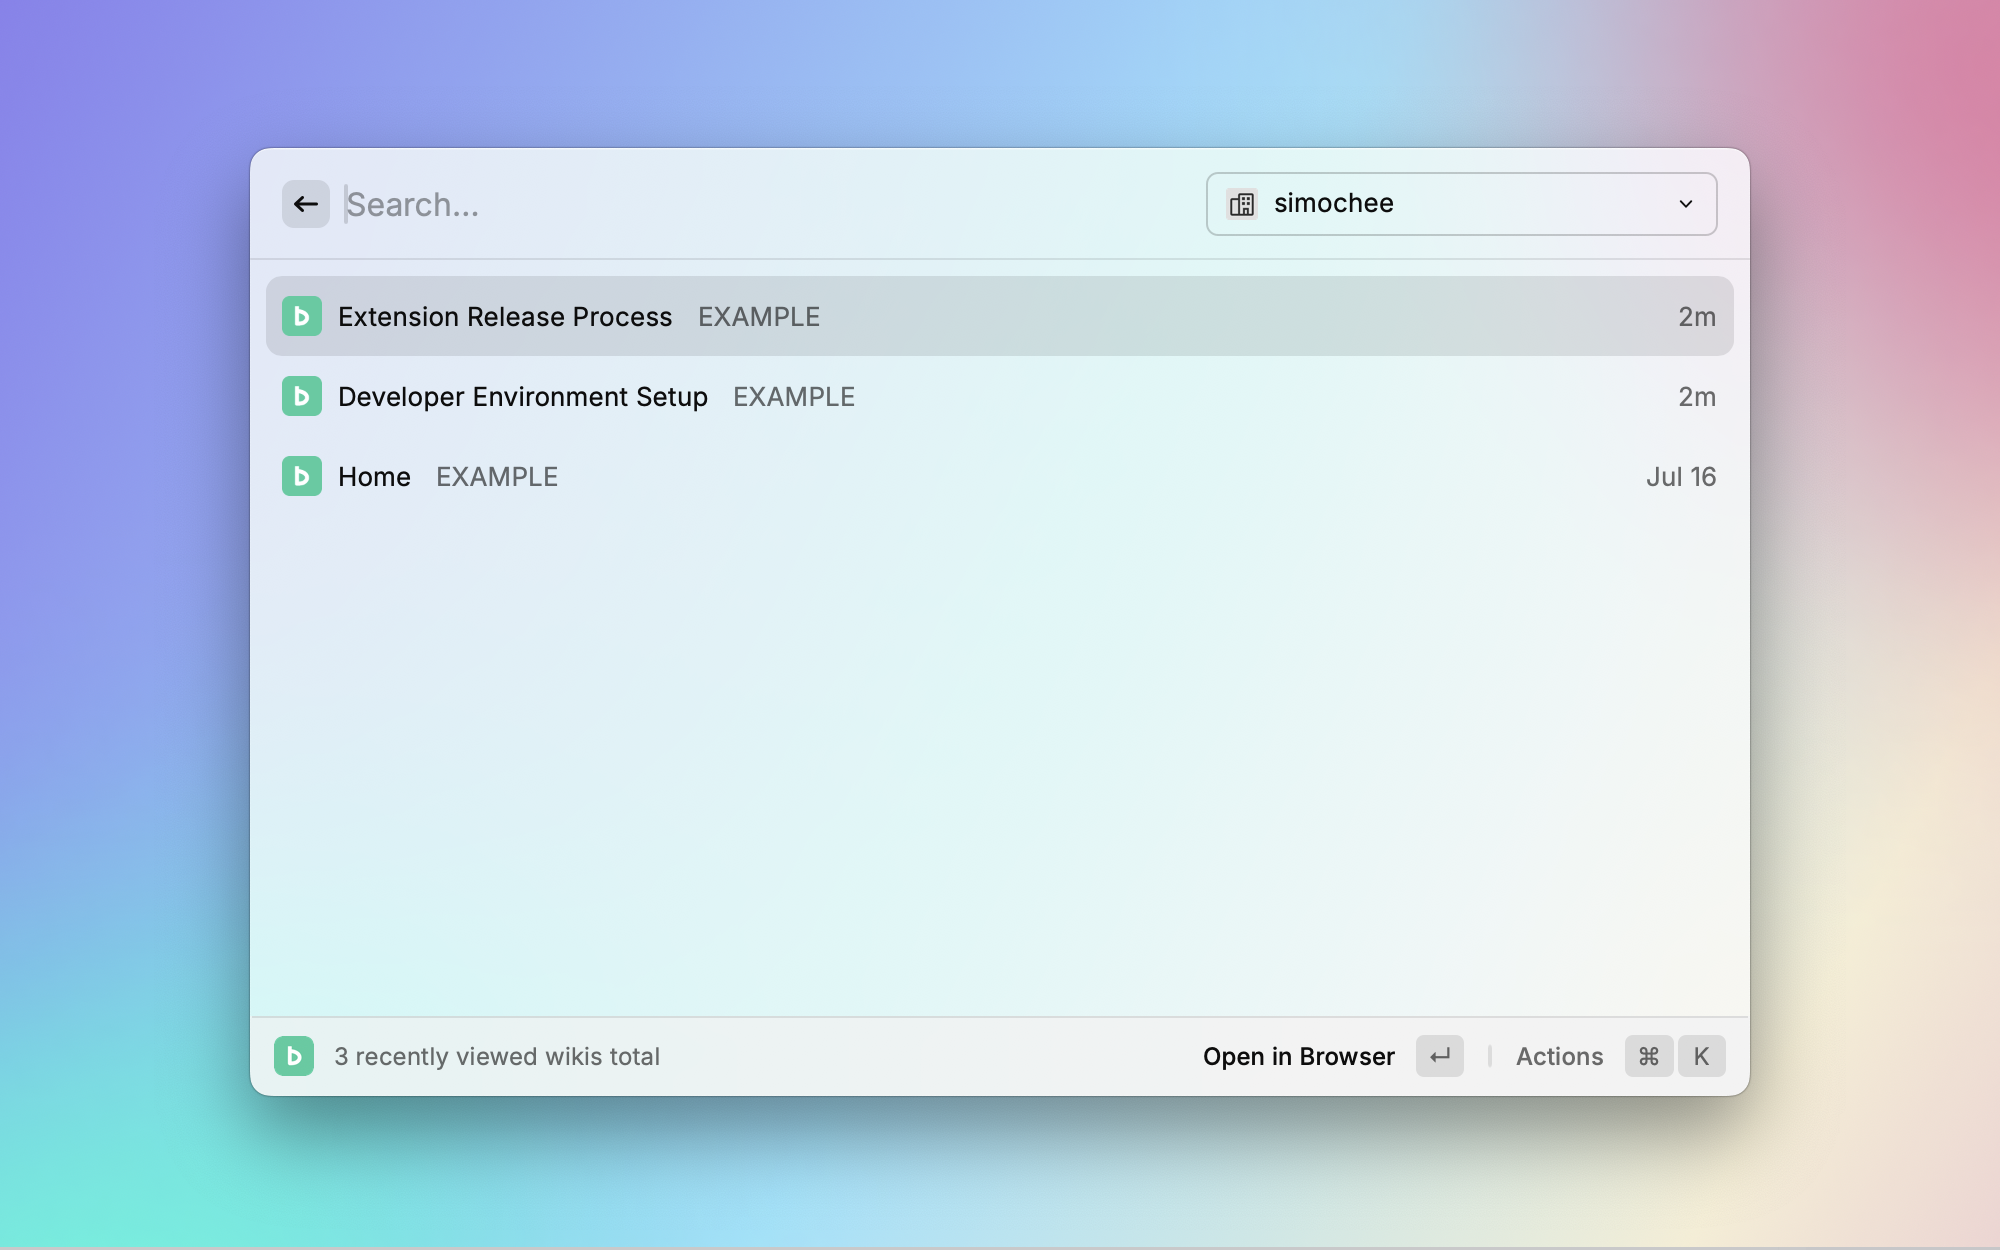 Search...
simochee
Extension Release Process EXAMPLE 2m
Developer Environment Setup EXAMPLE 2m
Home EXAMPLE Jul 16
3 recently viewed wikis total Open in Browser ↵ Actions ⌘ K